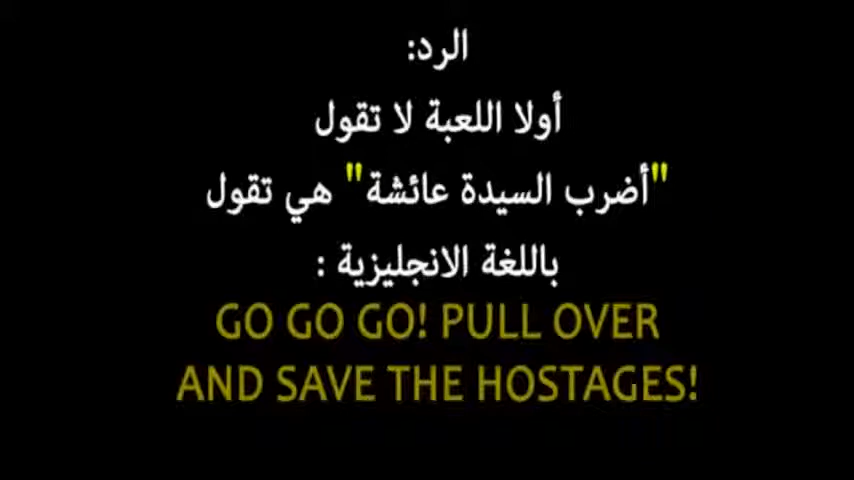 الرد:
أولا اللعبة لا تقول
"أضرب السيدة عائشة" هي تقول
باللغة الانجليزية :
GO GO GO! PULL OVER
AND SAVE THE HOSTAGES!